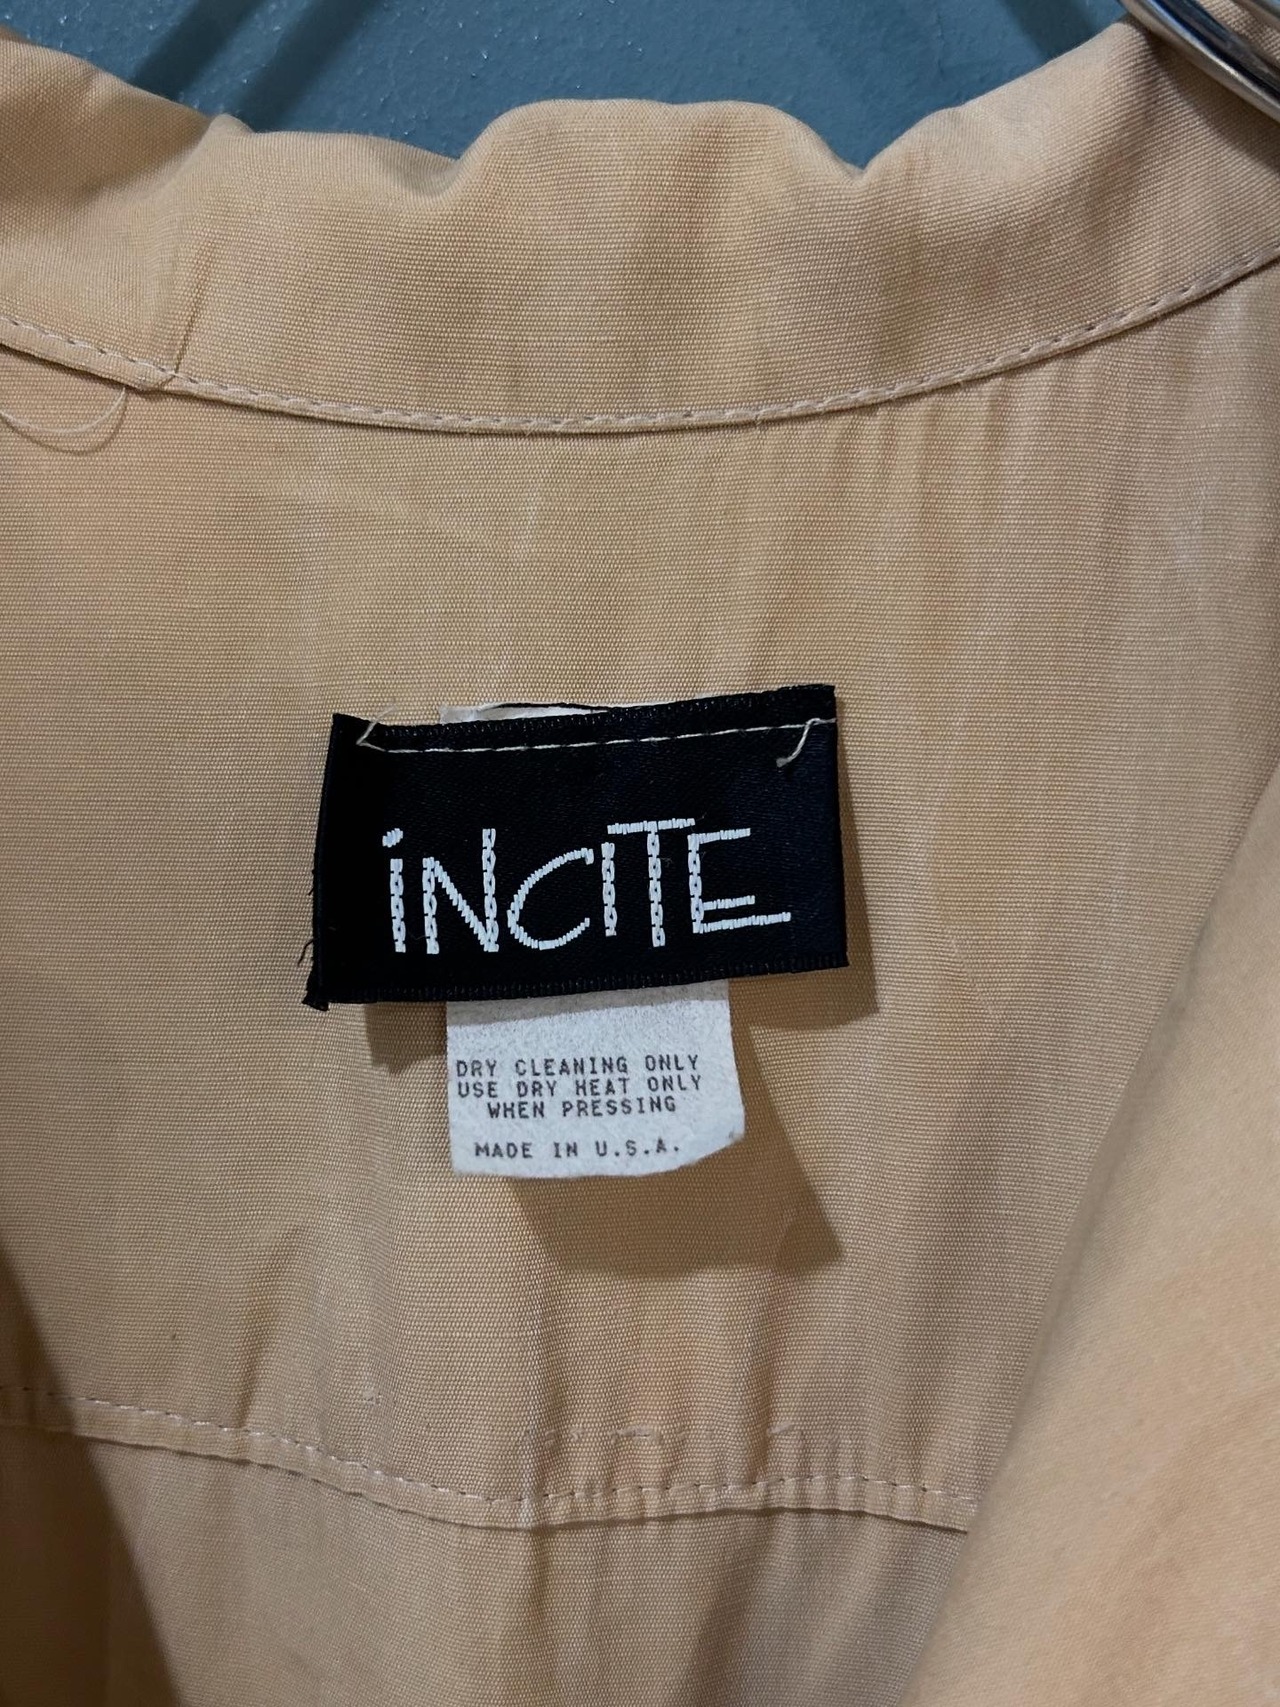 iNCITE
DRY CLEANING ONLY
USE DRY HEAT ONLY
WHEN PRESSING
MADE IN U.S.A.